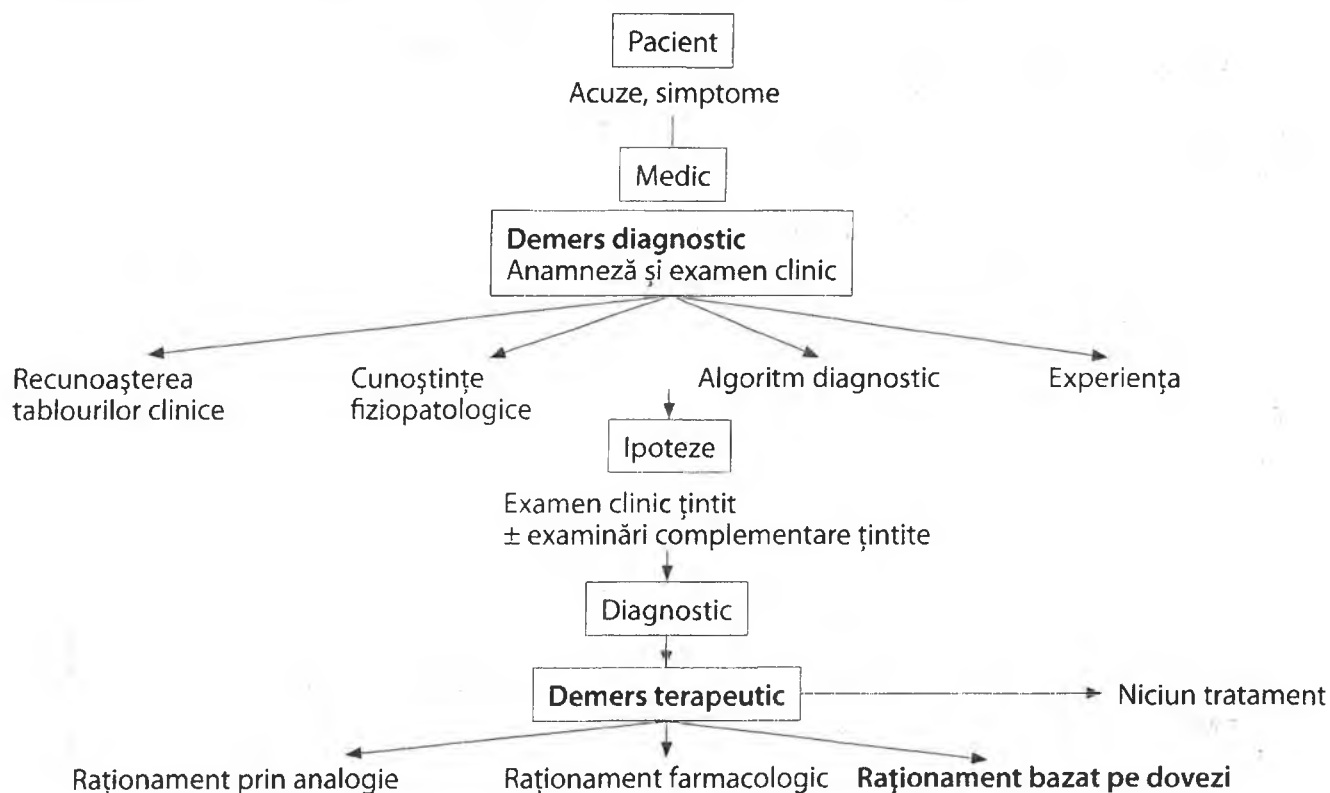 Pacient
Acuze, simptome
Medic
Demers diagnostic
Anamneză și examen clinic
Recunoașterea
tablourilor clinice
Cunoștințe
fiziopatologice
Algoritm diagnostic
Experiența
Ipoteze
Examen clinic țintit
± examinări complementare țintite
Diagnostic
Demers terapeutic
Niciun tratament
Raționament prin analogie
Raționament farmacologic
Raționament bazat pe dovezi